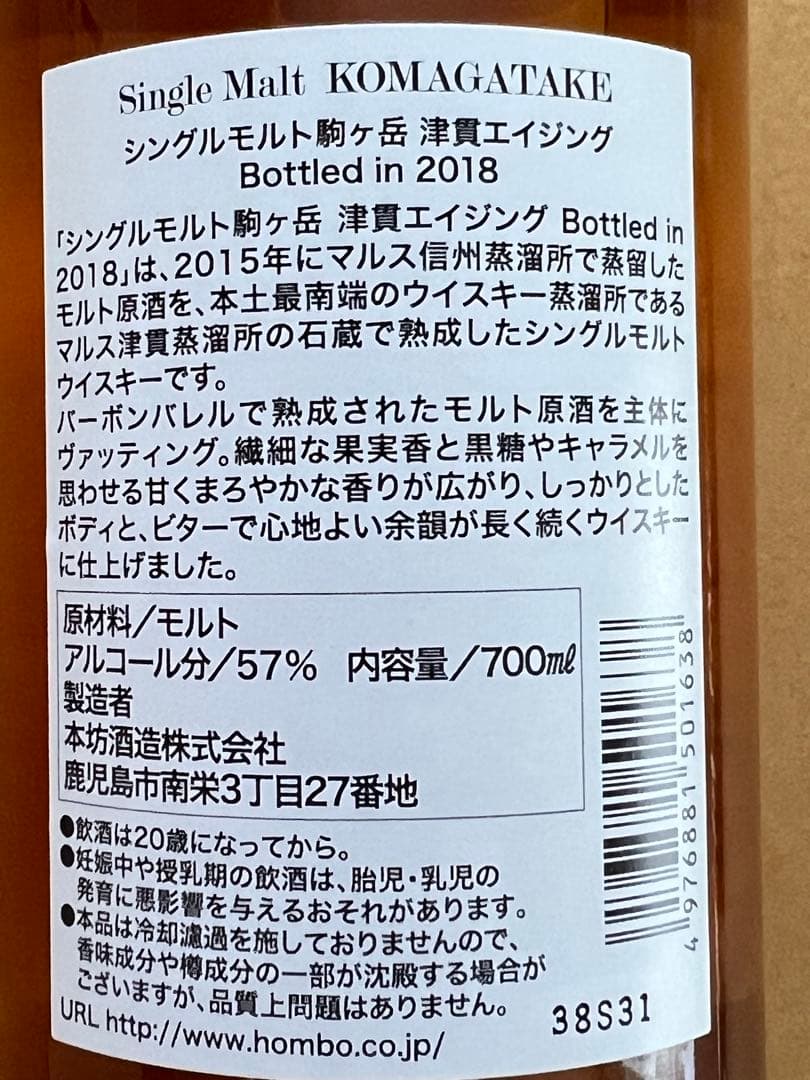 Single Malt KOMAGATAKE
シングルモルト駒ヶ岳 津貫エイジング
Bottled in 2018
「シングルモルト駒ヶ岳 津貫エイジング Bottled in
2018」は、2015年にマルス信州蒸溜所で蒸留した
モルト原酒を、本土最南端のウイスキー蒸溜所である
マルス津貫蒸溜所の石蔵で熟成したシングルモルト
ウイスキーです。
バーボンバレルで熟成されたモルト原酒を主体に
ヴァッティング。繊細な果実香と黒糖やキャラメルを
思わせる甘くまろやかな香りが広がり、しっかりとした
ボディと、ビターで心地よい余韻が長く続くウイスキー
に仕上げました。
原材料/モルト
アルコール分/57% 内容量/700mℓ
製造者
本坊酒造株式会社
鹿児島市南栄3丁目27番地
●飲酒は20歳になってから。
●妊娠中や授乳期の飲酒は、胎児・乳児の
発育に悪影響を与えるおそれがあります。
●本品は冷却濾過を施しておりませんので、
香味成分や樽成分の一部が沈殿する場合が
ございますが、品質上問題はありません。
URL http://www.hombo.co.jp/
4 976881 501638
38S31